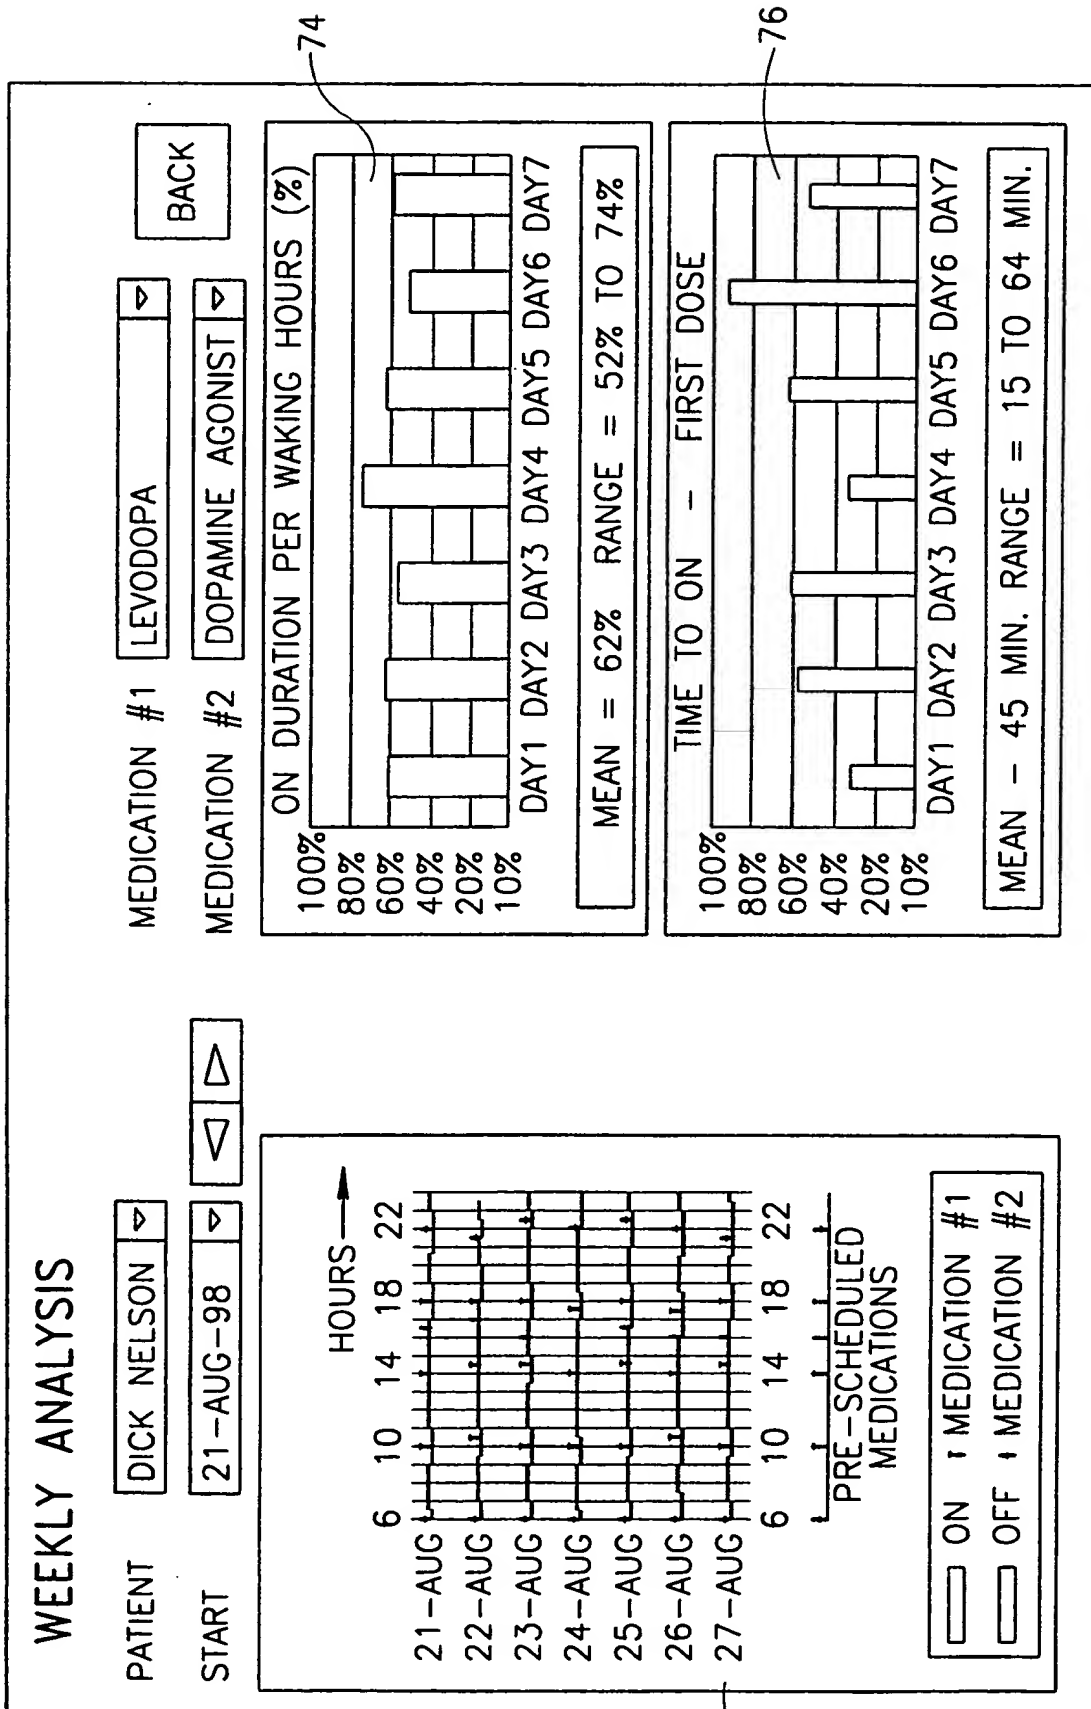 WEEKLY ANALYSIS
PATIENT
DICK NELSON
START
21-AUG-98
MEDICATION #1
LEVODOPA
MEDICATION #2
DOPAMINE AGONIST
BACK
HOURS
6 10 14 18 22
21-AUG
22-AUG
23-AUG
24-AUG
25-AUG
26-AUG
27-AUG
6 10 14 18 22
PRE-SCHEDULED
MEDICATIONS
ON MEDICATION #1
OFF MEDICATION #2
ON DURATION PER WAKING HOURS (%)
100%
80%
60%
40%
20%
10%
DAY1 DAY2 DAY3 DAY4 DAY5 DAY6 DAY7
MEAN = 62% RANGE = 52% TO 74%
74
TIME TO ON - FIRST DOSE
100%
80%
60%
40%
20%
10%
DAY1 DAY2 DAY3 DAY4 DAY5 DAY6 DAY7
MEAN - 45 MIN. RANGE = 15 TO 64 MIN.
76